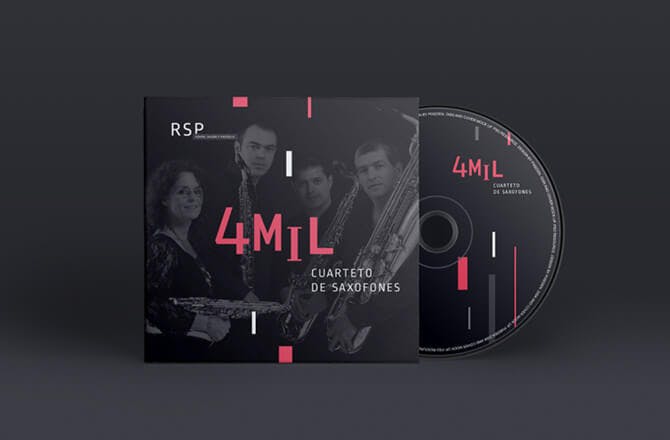 RSP
4MIL
CUARTETO
DE SAXOFONES
4MIL
CUARTETO
DE SAXOFONES